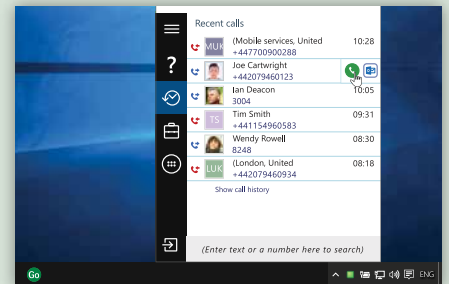 Recent calls
MUK (Mobile services, United 10:28
+447700900288
Joe Cartwright
+442079460123
Ian Deacon 10:05
3004
TS Tim Smith 09:31
+441154960583
Wendy Rowell 08:30
8248
LUK (London, United 08:18
+442079460934
Show call history
(Enter text or a number here to search)
Go ENG